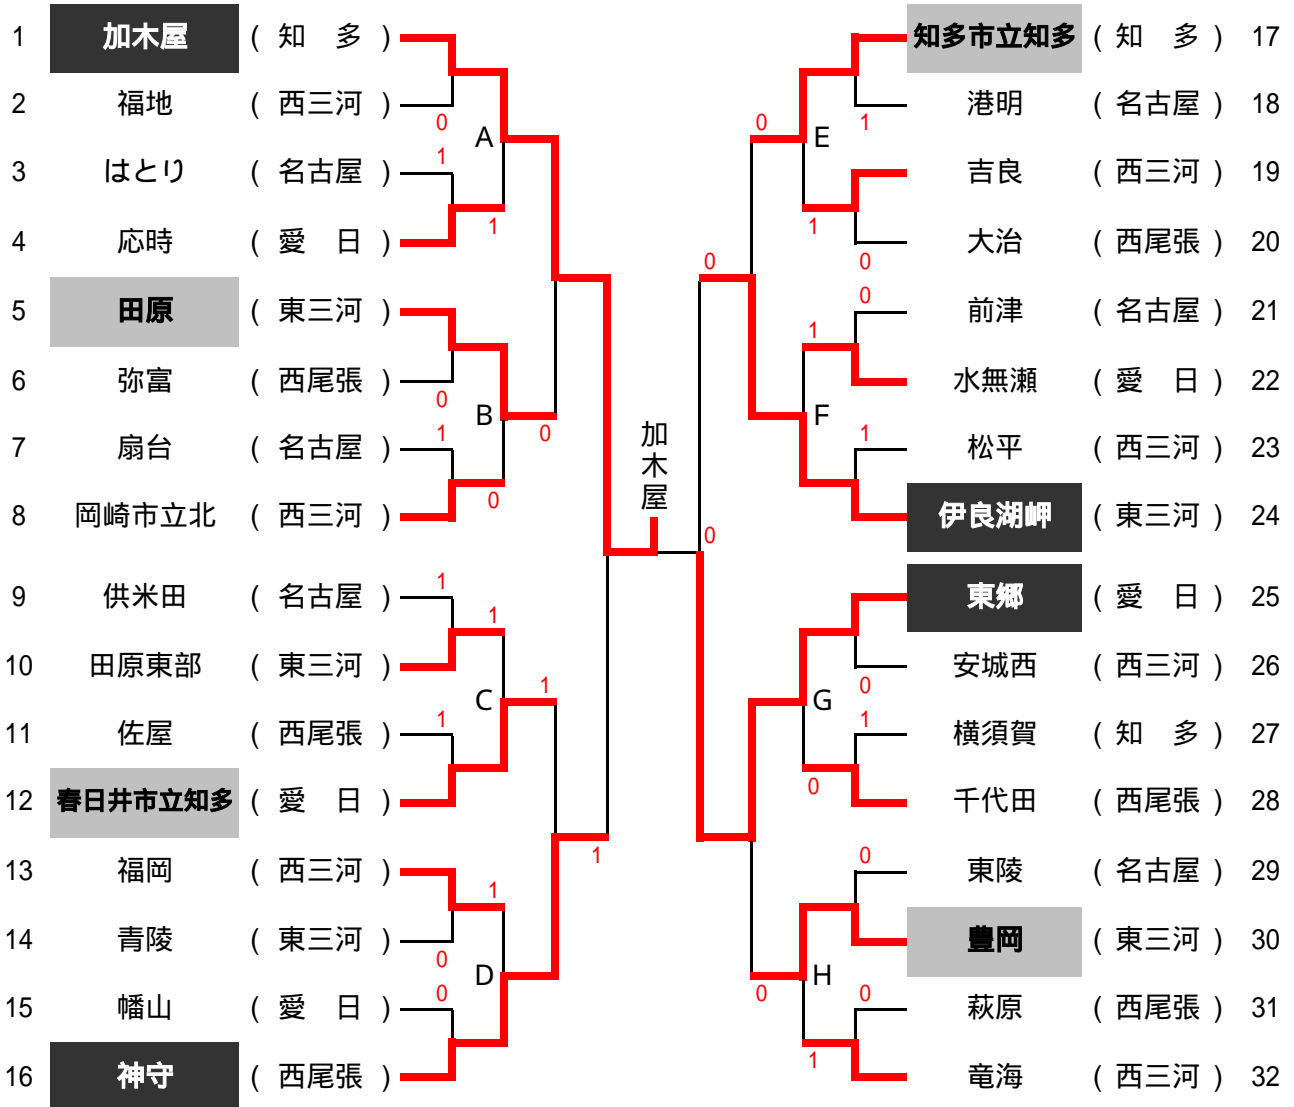 1 加木屋 ( 知 多 )
2 福地 ( 西三河 )
0
A
1
3 はとり ( 名古屋 )
1
4 応時 ( 愛 日 )
5 田原 ( 東三河 )
6 弥富 ( 西尾張 )
0
B
0
7 扇台 ( 名古屋 )
1
0
8 岡崎市立北 ( 西三河 )
9 供米田 ( 名古屋 )
1
1
10 田原東部 ( 東三河 )
1
C
11 佐屋 ( 西尾張 )
1
12 春日井市立知多 ( 愛 日 )
1
13 福岡 ( 西三河 )
1
14 青陵 ( 東三河 )
0
D
0
15 幡山 ( 愛 日 )
16 神守 ( 西尾張 )
加木屋
0
知多市立知多 ( 知 多 ) 17
港明 ( 名古屋 ) 18
1
0
E
吉良 ( 西三河 ) 19
1
大治 ( 西尾張 ) 20
0
0
前津 ( 名古屋 ) 21
0
1
水無瀬 ( 愛 日 ) 22
F
松平 ( 西三河 ) 23
1
伊良湖岬 ( 東三河 ) 24
東郷 ( 愛 日 ) 25
安城西 ( 西三河 ) 26
0
G
横須賀 ( 知 多 ) 27
1
0
千代田 ( 西尾張 ) 28
東陵 ( 名古屋 ) 29
0
豊岡 ( 東三河 ) 30
H
0
萩原 ( 西尾張 ) 31
0
1
竜海 ( 西三河 ) 32